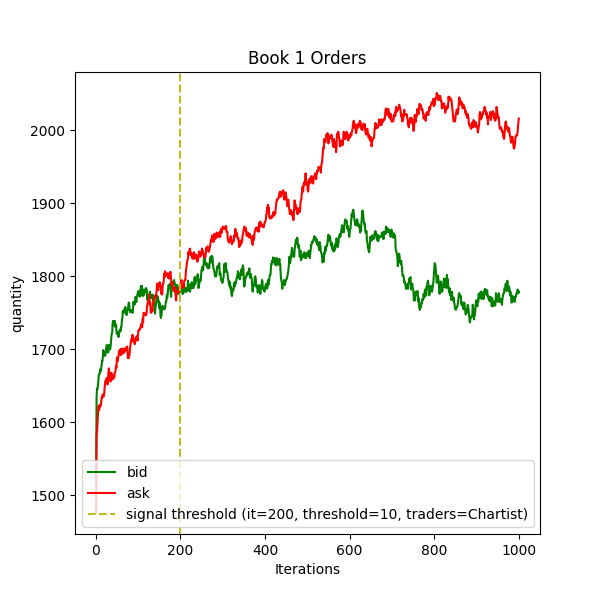 Book 1 Orders
quantity
2000
1900
1800
1700
1600
1500
bid
ask
signal threshold (it=200, threshold=10, traders=Chartist)
0 200 400 600 800 1000
Iterations